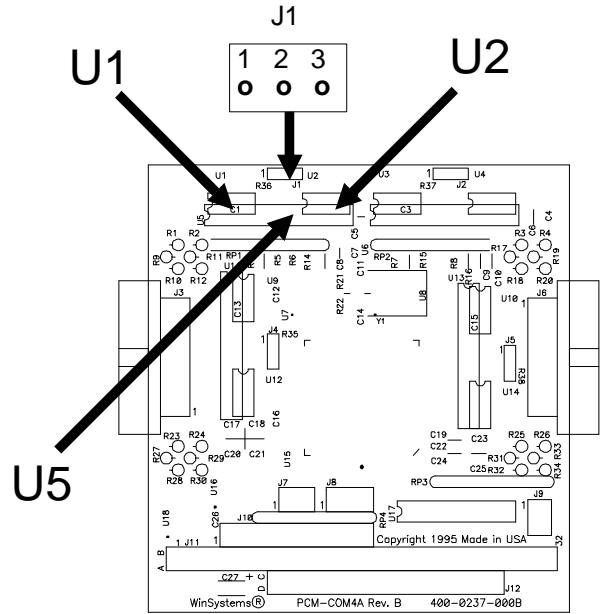 J1
1 2 3
U1
U2
U1 U2 U3 U4
R36 J1 R37 J2
1 1
C1 C3
U5 C5 C6 C4
R1 R2 R3 R4
R9 R11 RP1 R5 R6 R14 C8 C7 U6 RP2 R7 R15 R8 R17 R19
R10 R12 U9 R21 C11 U13 R16 C9 C10 R18 R20
J3 C13 C12 R22 U8 U10 J6
U7 C14 Y1 C15 1
J4 R35 J5
1 1
U12 R38
U14
1
C17 C18 C16 C19 C23
R23 R24 C22 R25 R26
R27 R29 C20 C21 U15 C24 R31 R33
R28 R30 C25 R32 R34
U5
U16 RP3
J7 J8 J9
1 1 1
U18 C26 J10 RP4 U17
1 J11 1 Copyright 1995 Made in USA 32
B
A
C27 + C
D J12
WinSystems® PCM-COM4A Rev. B 400-0237-000B